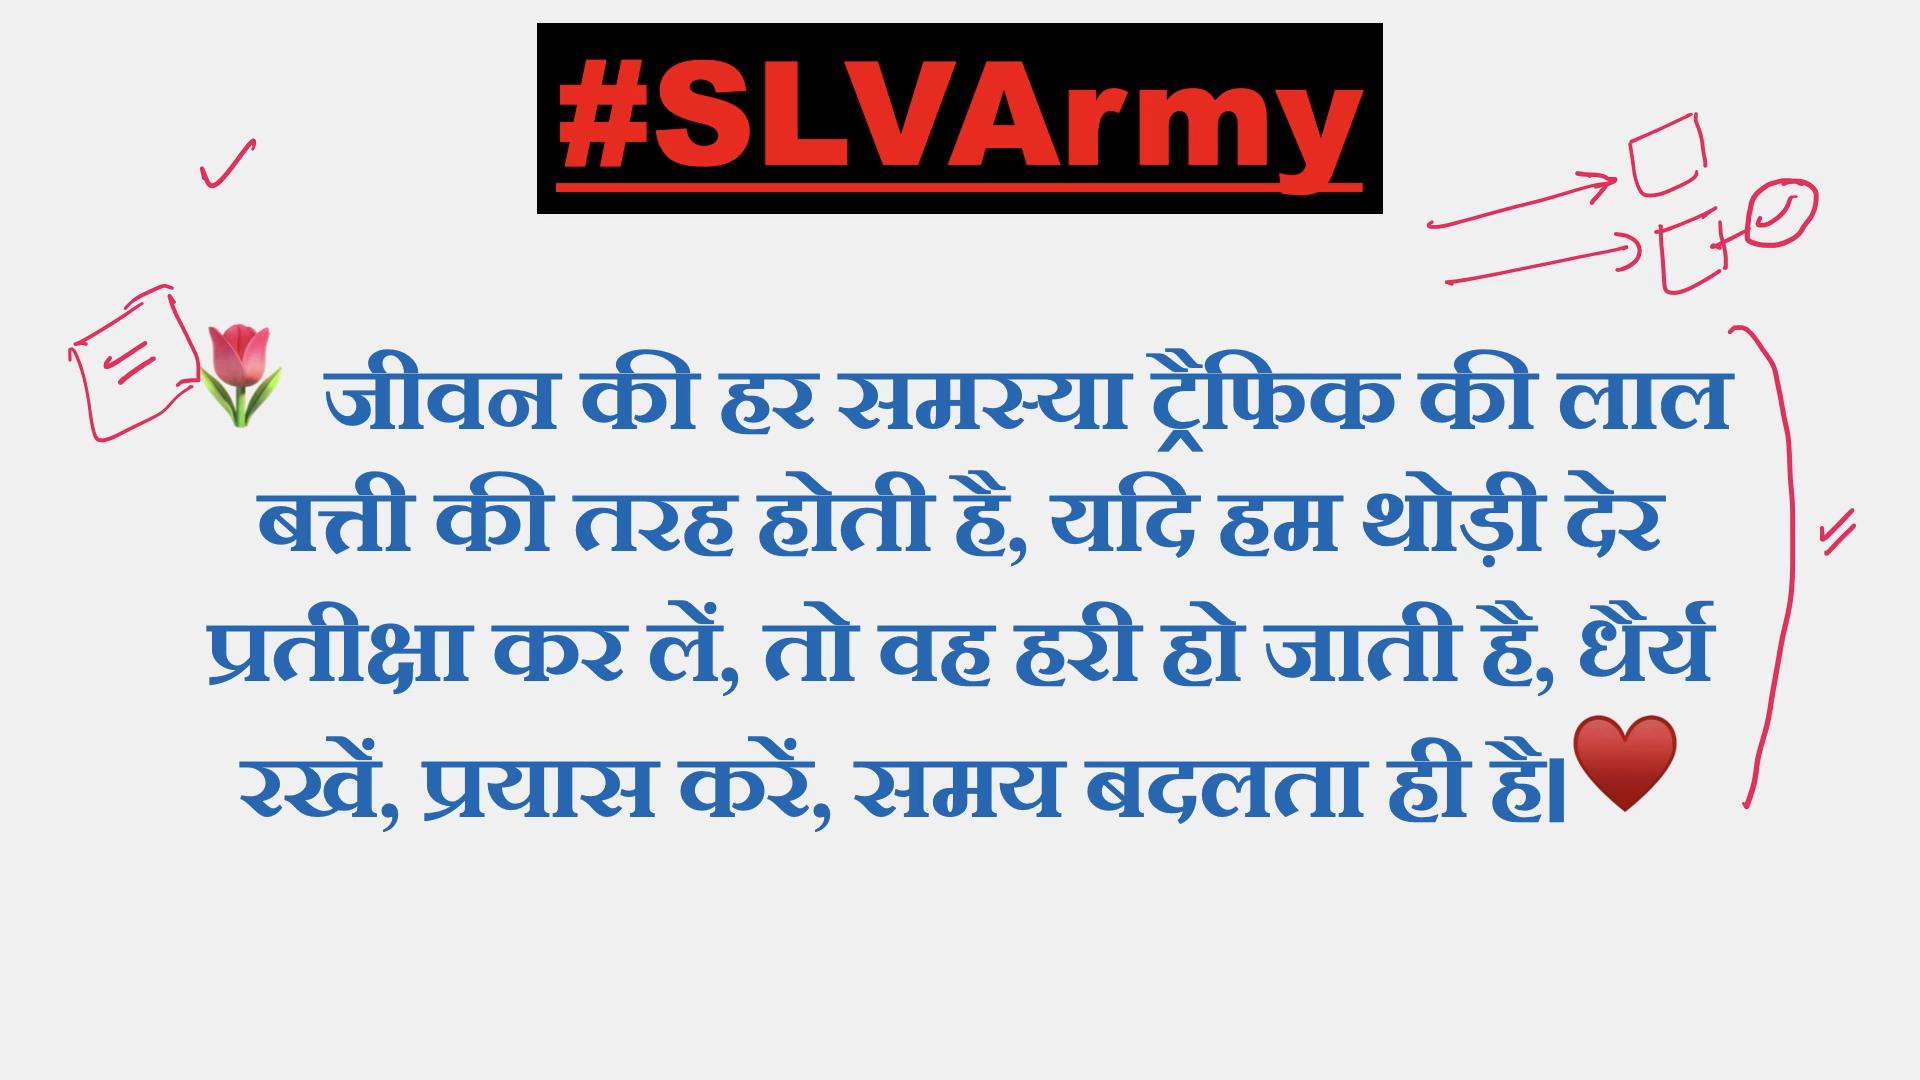 #SLVArmy
🌷 जीवन की हर समस्या ट्रैफिक की लाल
बत्ती की तरह होती है, यदि हम थोड़ी देर
प्रतीक्षा कर लें, तो वह हरी हो जाती है, धैर्य
रखें, प्रयास करें, समय बदलता ही है।♥️